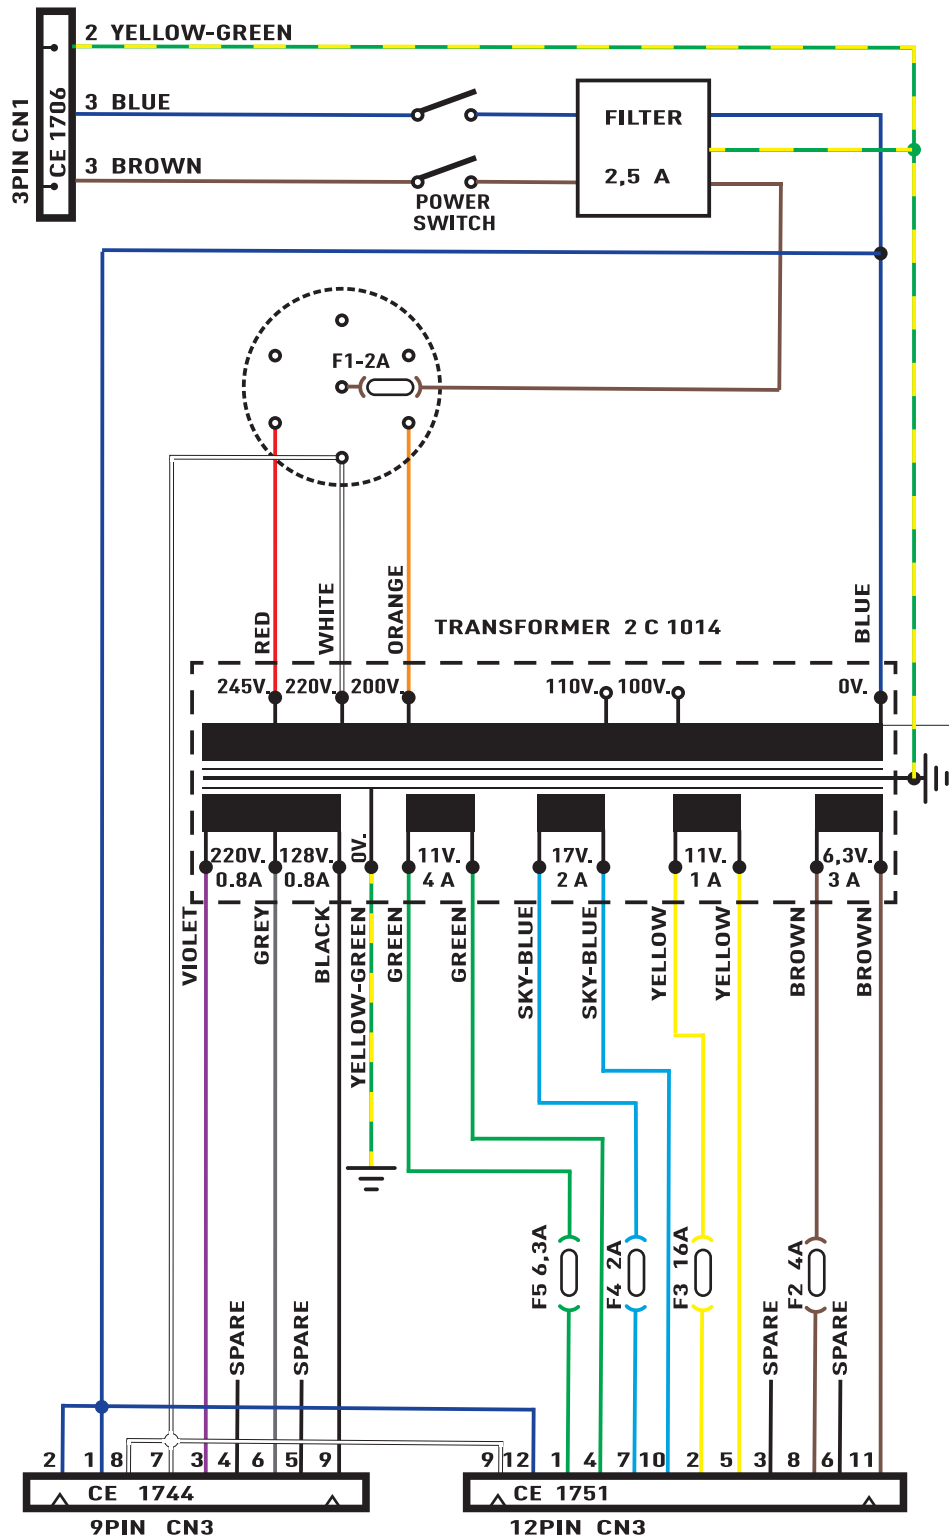 2 YELLOW-GREEN
3 BLUE
3 BROWN
3PIN CN1
CE 1706
FILTER
2,5 A
POWER
SWITCH
F1-2A
RED
WHITE
ORANGE
BLUE
TRANSFORMER 2 C 1014
245V. 220V. 200V. 110V. 100V. 0V.
220V. 128V. 0V. 11V. 17V. 11V. 6,3V.
0.8A 0.8A 4 A 2 A 1 A 3 A
VIOLET
GREY
BLACK
YELLOW-GREEN
GREEN
GREEN
SKY-BLUE
SKY-BLUE
YELLOW
YELLOW
BROWN
BROWN
F5 6,3A
F4 2A
F3 16A
F2 4A
SPARE
SPARE
SPARE
SPARE
2 1 8 7 3 4 6 5 9 9 12 1 4 7 10 2 5 3 8 6 11
CE 1744
CE 1751
9PIN CN3
12PIN CN3